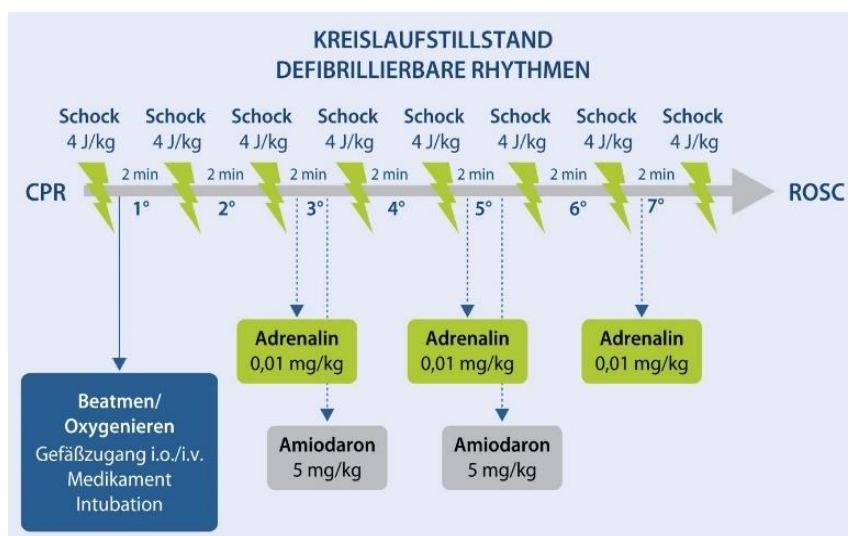 KREISLAUFSTILLSTAND
DEFIBRILLIERBARE RHYTHMEN
Schock Schock Schock Schock Schock Schock Schock Schock
4 J/kg 4 J/kg 4 J/kg 4 J/kg 4 J/kg 4 J/kg 4 J/kg 4 J/kg
2 min 2 min 2 min 2 min 2 min 2 min 2 min
CPR ROSC
1° 2° 3° 4° 5° 6° 7°
Adrenalin Adrenalin Adrenalin
0,01 mg/kg 0,01 mg/kg 0,01 mg/kg
Beatmen/
Oxygenieren
Gefäßzugang i.o./i.v.
Medikament
Intubation
Amiodaron Amiodaron
5 mg/kg 5 mg/kg